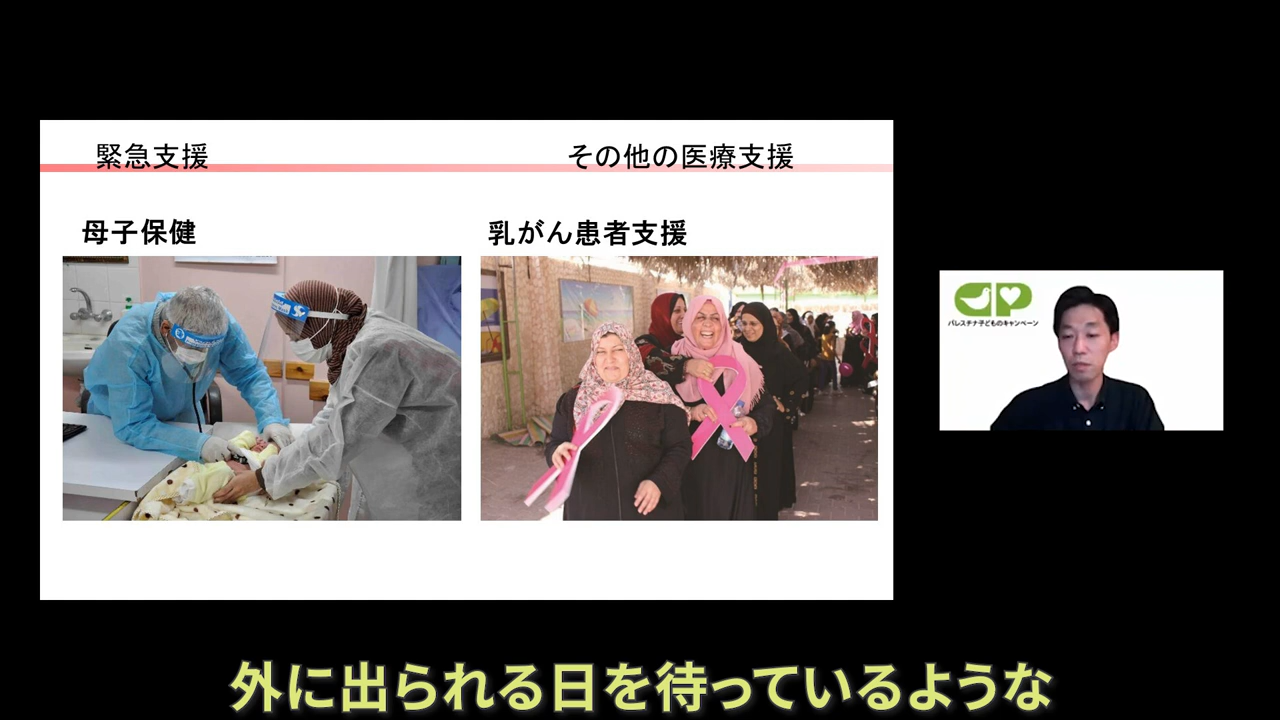 緊急支援
その他の医療支援
母子保健
乳がん患者支援
パレスチナ子どものキャンペーン
外に出られる日を待っているような